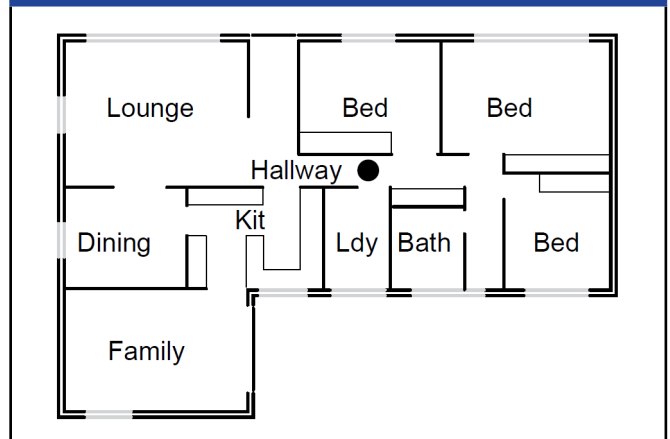 Lounge
Bed
Bed
Hallway
Kit
Dining
Ldy
Bath
Bed
Family